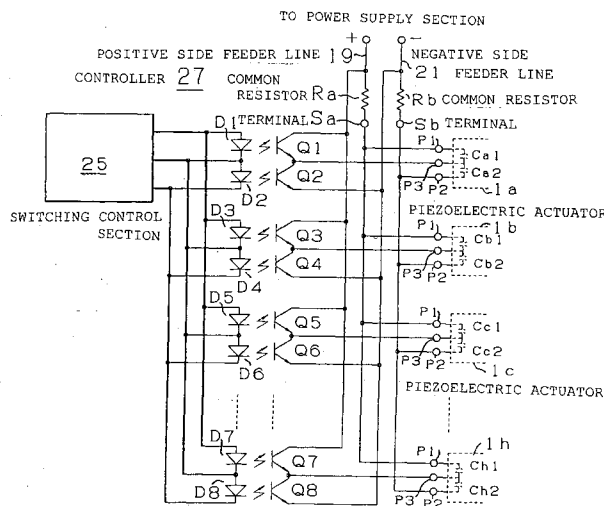 TO POWER SUPPLY SECTION
+ -
POSITIVE SIDE FEEDER LINE 19
NEGATIVE SIDE
21 FEEDER LINE
CONTROLLER 27
COMMON
RESISTOR Ra
Rb COMMON RESISTOR
TERMINAL Sa
Sb TERMINAL
25
SWITCHING CONTROL
SECTION
D1
Q1
D2
Q2
P1
P3
P2
Ca1
Ca2
1a
PIEZOELECTRIC ACTUATOR
D3
Q3
D4
Q4
P1
P3
P2
1b
Cb1
Cb2
D5
Q5
D6
Q6
P1
P3
P2
Cc1
Cc2
1c
PIEZOELECTRIC ACTUATOR
D7
Q7
D8
Q8
P1
P3
P2
1h
Ch1
Ch2